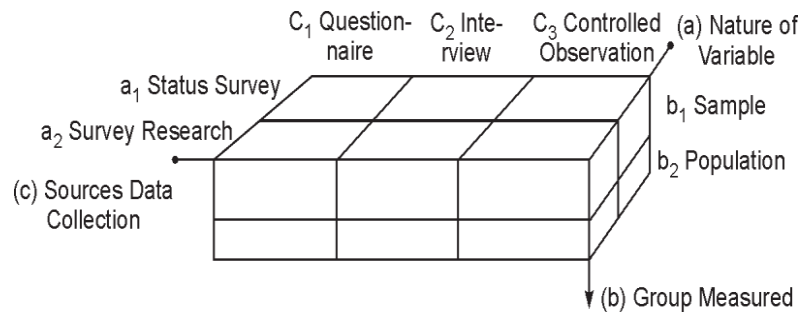 C1 Question-
naire
C2 Inte-
rview
C3 Controlled
Observation
(a) Nature of
Variable
a1 Status Survey
a2 Survey Research
b1 Sample
b2 Population
(c) Sources Data
Collection
(b) Group Measured